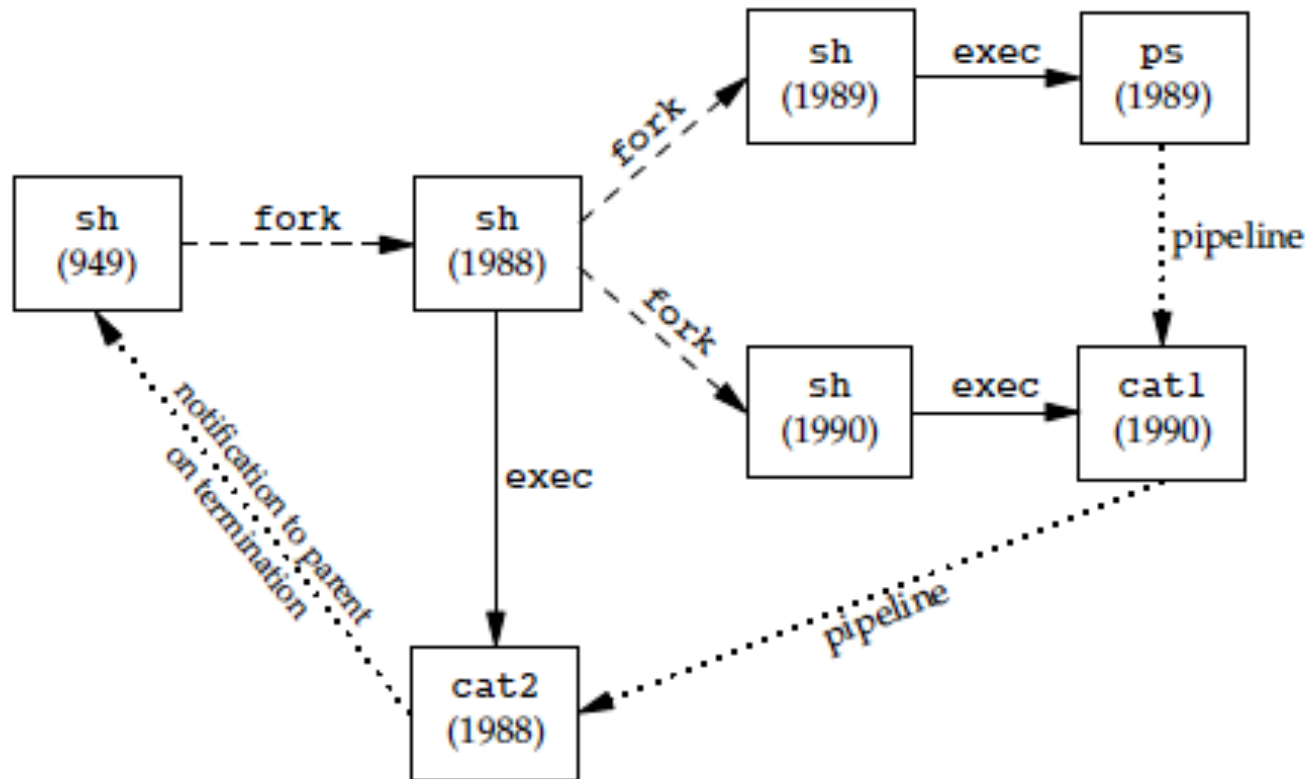 sh
(1989)
exec
ps
(1989)
fork
sh
(949)
fork
sh
(1988)
pipeline
fork
sh
(1990)
exec
cat1
(1990)
notification to parent
on termination
exec
pipeline
cat2
(1988)